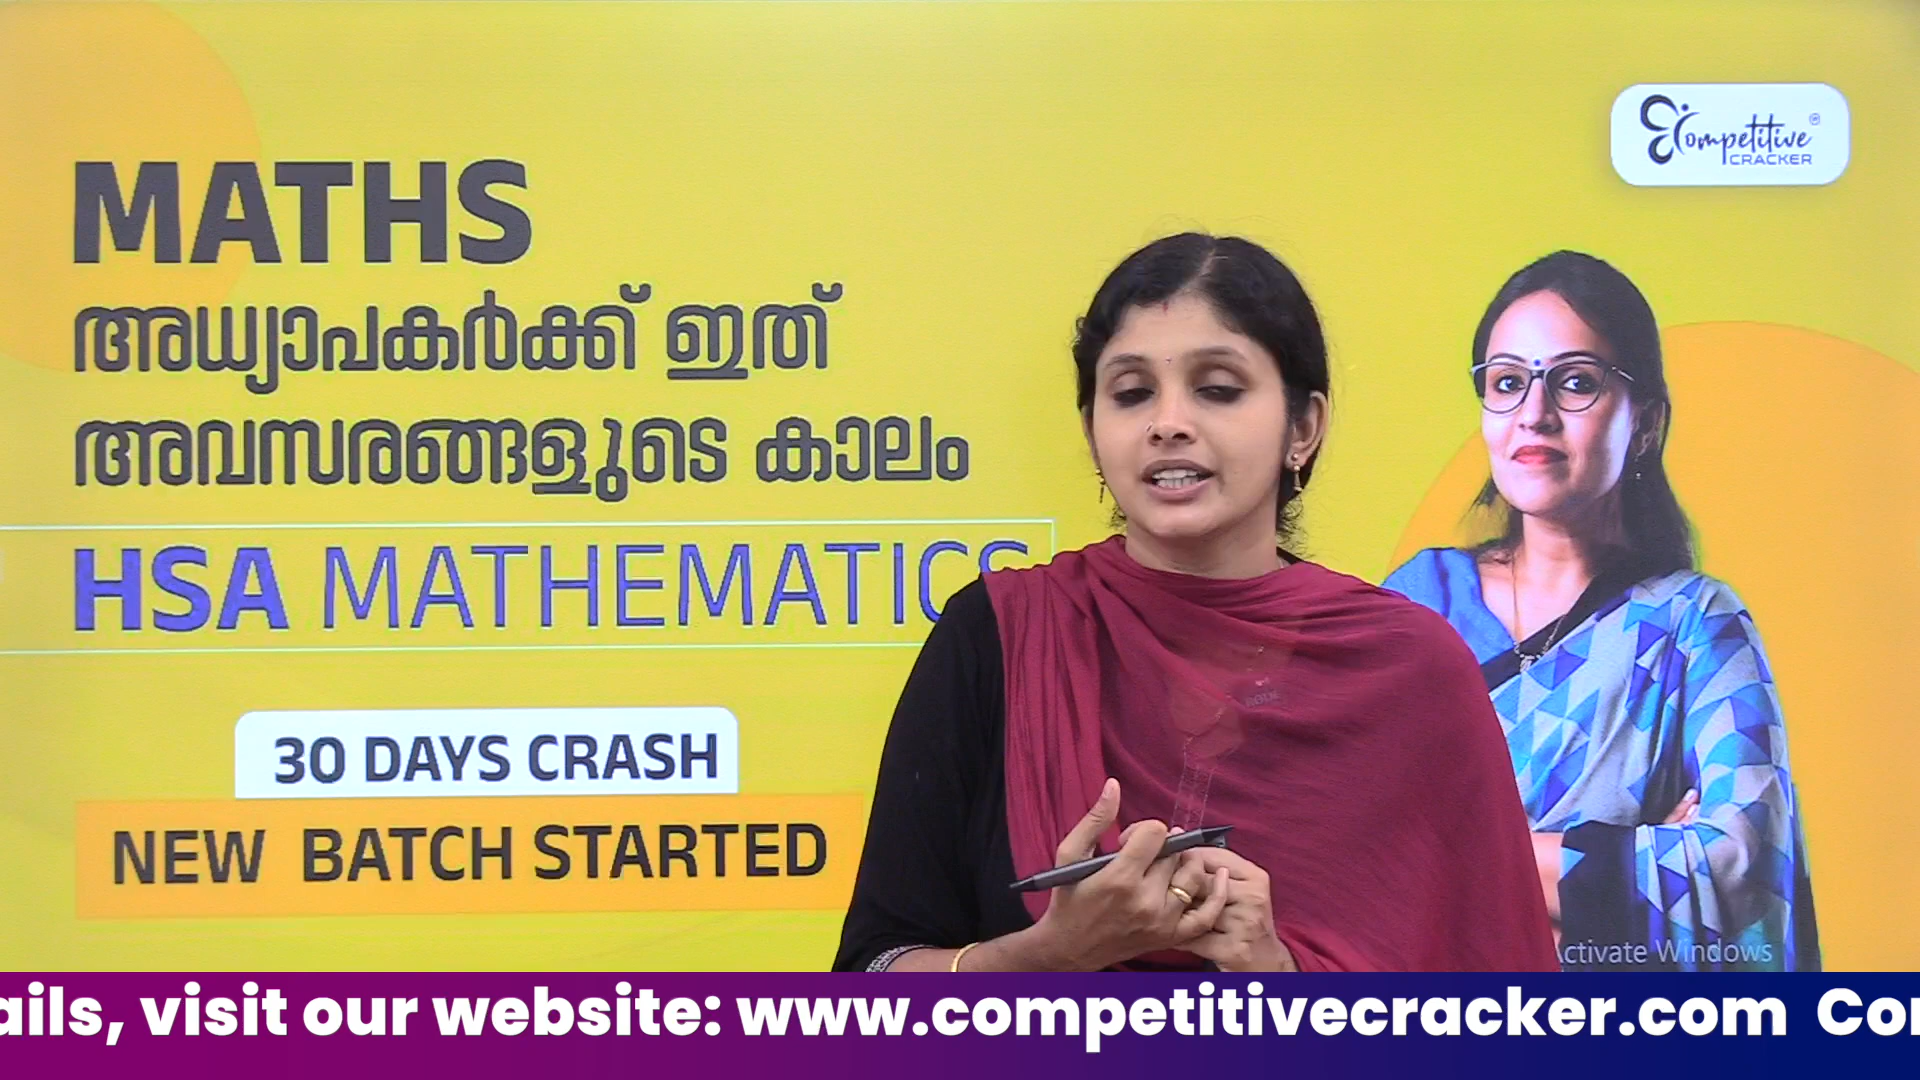 Competitive®
CRACKER
MATHS
അധ്യാപകർക്ക് ഇത്
അവസരങ്ങളുടെ കാലം
HSA MATHEMATICS
30 DAYS CRASH
NEW BATCH STARTED
Activate Windows
ails, visit our website: www.competitivecracker.com Co